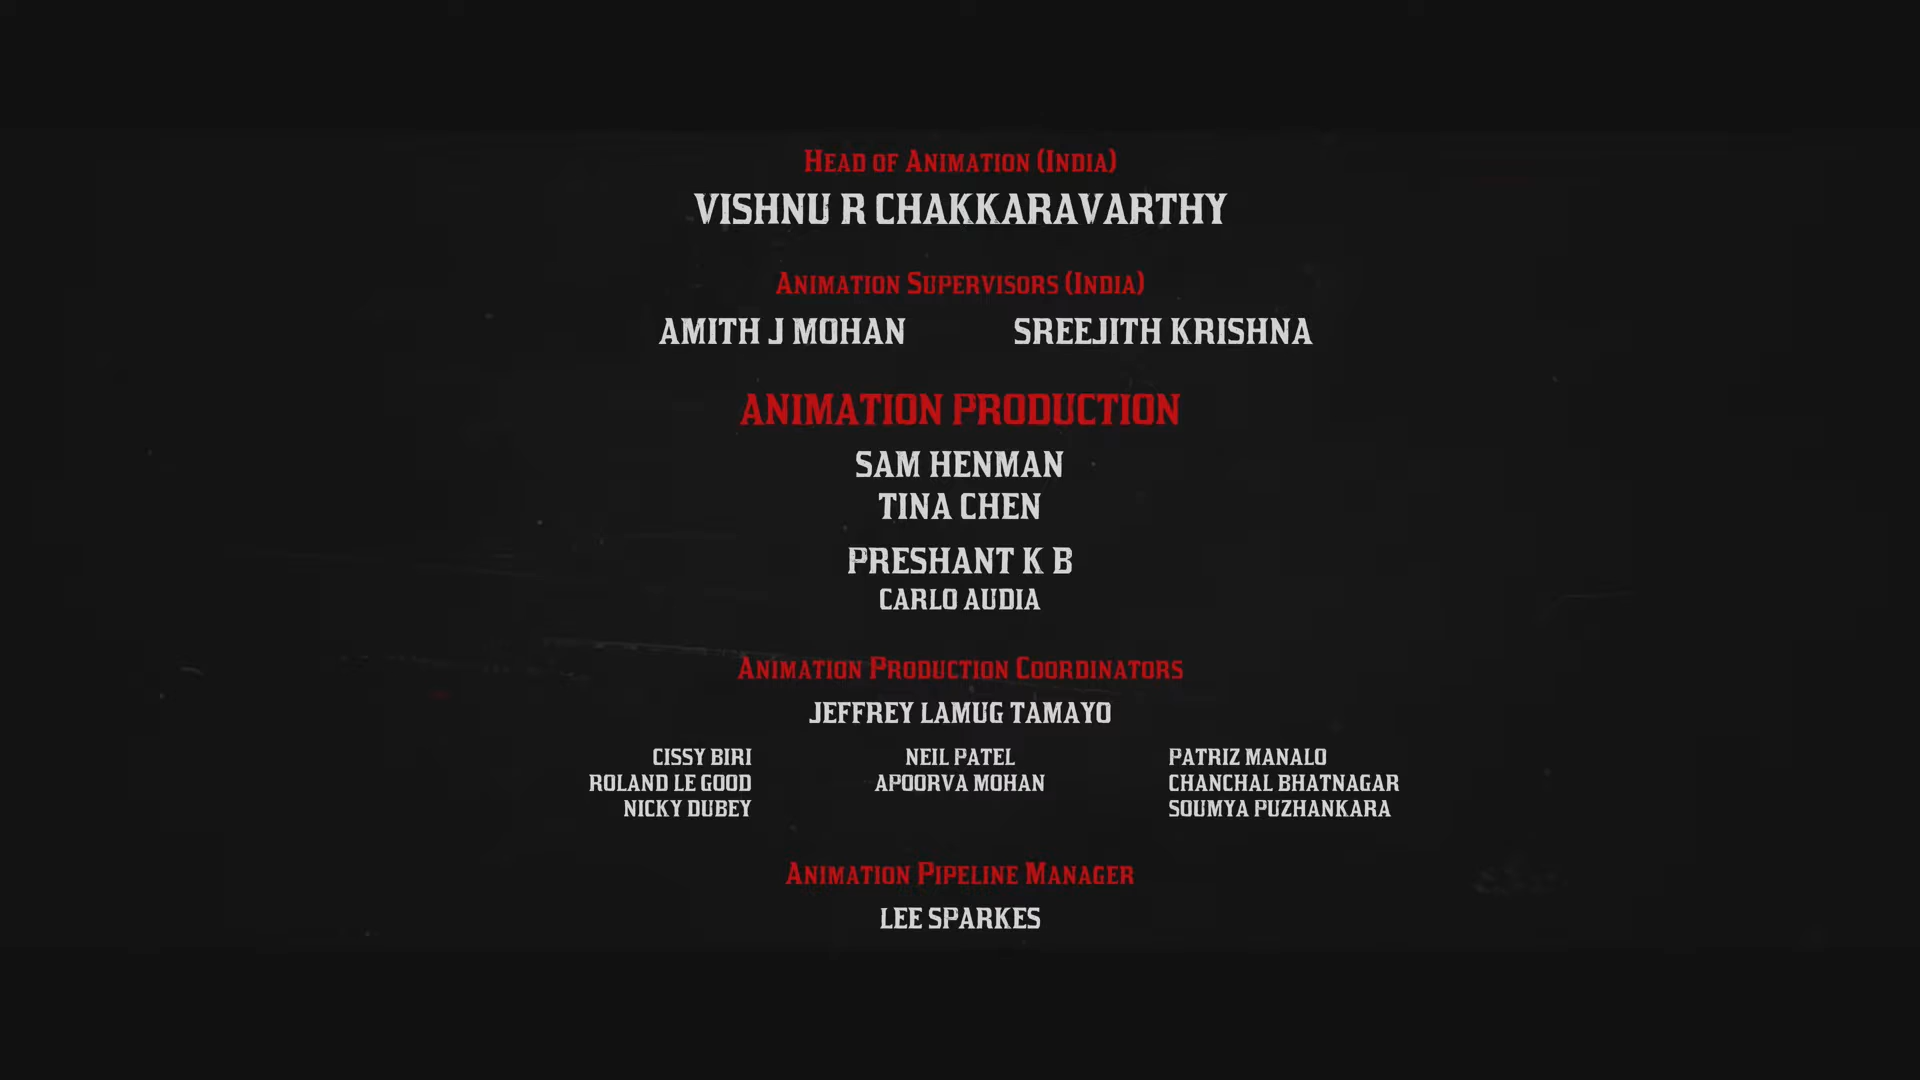 Head of Animation (India)
VISHNU R CHAKKARAVARTHY
Animation Supervisors (India)
AMITH J MOHAN SREEJITH KRISHNA
ANIMATION PRODUCTION
SAM HENMAN
TINA CHEN
PRESHANT K B
CARLO AUDIA
Animation Production Coordinators
JEFFREY LAMUG TAMAYO
CISSY BIRI NEIL PATEL PATRIZ MANALO
ROLAND LE GOOD APOORVA MOHAN CHANCHAL BHATNAGAR
NICKY DUBEY SOUMYA PUZHANKARA
Animation Pipeline Manager
LEE SPARKES